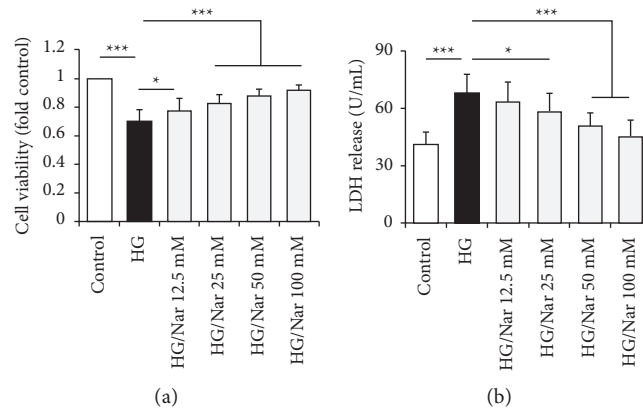 ***
***
*
1.2
1
0.8
0.6
0.4
0.2
0
Cell viability (fold control)
Control
HG
HG/Nar 12.5 mM
HG/Nar 25 mM
HG/Nar 50 mM
HG/Nar 100 mM
(a)
***
***
*
90
60
30
0
LDH release (U/mL)
Control
HG
HG/Nar 12.5 mM
HG/Nar 25 mM
HG/Nar 50 mM
HG/Nar 100 mM
(b)